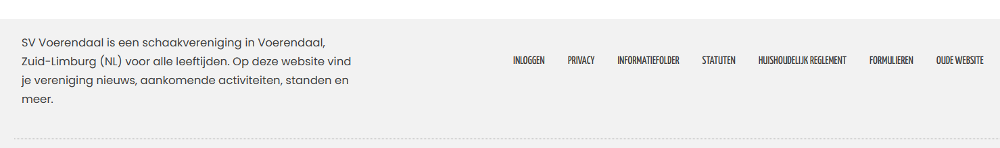 SV Voerendaal is een schaakvereniging in Voerendaal,
Zuid-Limburg (NL) voor alle leeftijden. Op deze website vind
je vereniging nieuws, aankomende activiteiten, standen en
meer.
INLOGGEN PRIVACY INFORMATIEFOLDER STATUTEN HUISHOUDELIJK REGLEMENT FORMULIEREN OUDE WEBSITE